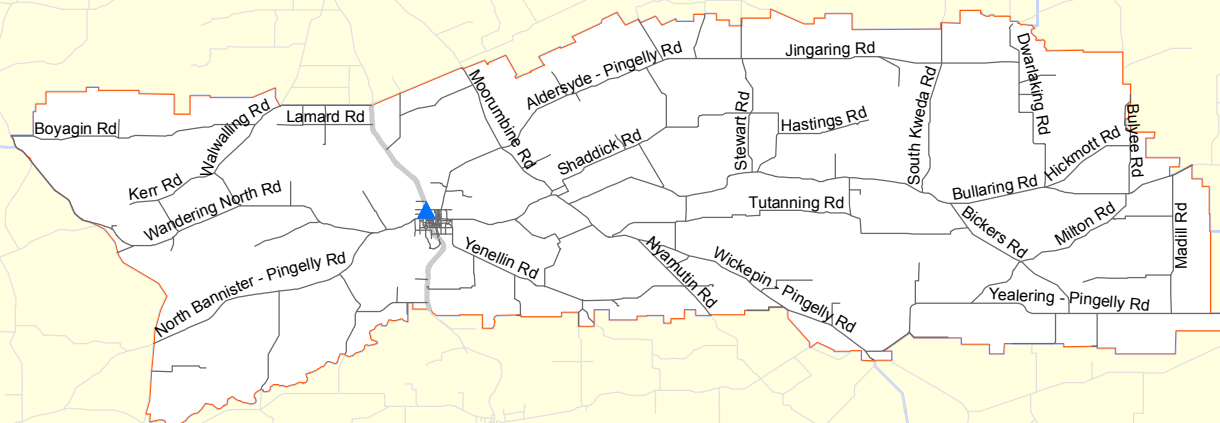 Jingaring Rd
Dwarlaking Rd
Aldersyde - Pingelly Rd
Moorumbine Rd
South Kweda Rd
Stewart Rd
Bulyee Rd
Walwalling Rd
Lamard Rd
Hastings Rd
Boyagin Rd
Shaddick Rd
Hickmott Rd
Kerr Rd
Bullaring Rd
Wandering North Rd
Tutanning Rd
Bickers Rd
Milton Rd
Madill Rd
Yenellin Rd
Nyamutin Rd
Wickepin - Pingelly Rd
North Bannister - Pingelly Rd
Yealering - Pingelly Rd